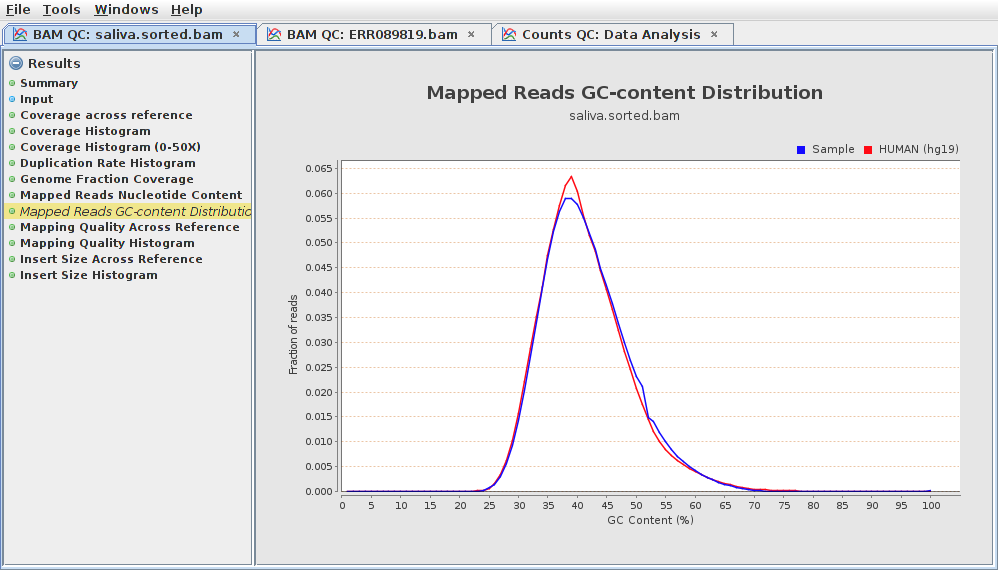 File Tools Windows Help
BAM QC: saliva.sorted.bam × BAM QC: ERR089819.bam × Counts QC: Data Analysis ×
Results
Summary
Input
Coverage across reference
Coverage Histogram
Coverage Histogram (0-50X)
Duplication Rate Histogram
Genome Fraction Coverage
Mapped Reads Nucleotide Content
Mapped Reads GC-content Distributio
Mapping Quality Across Reference
Mapping Quality Histogram
Insert Size Across Reference
Insert Size Histogram
Mapped Reads GC-content Distribution
saliva.sorted.bam
Sample HUMAN (hg19)
Fraction of reads
0.065
0.060
0.055
0.050
0.045
0.040
0.035
0.030
0.025
0.020
0.015
0.010
0.005
0.000
0 5 10 15 20 25 30 35 40 45 50 55 60 65 70 75 80 85 90 95 100
GC Content (%)